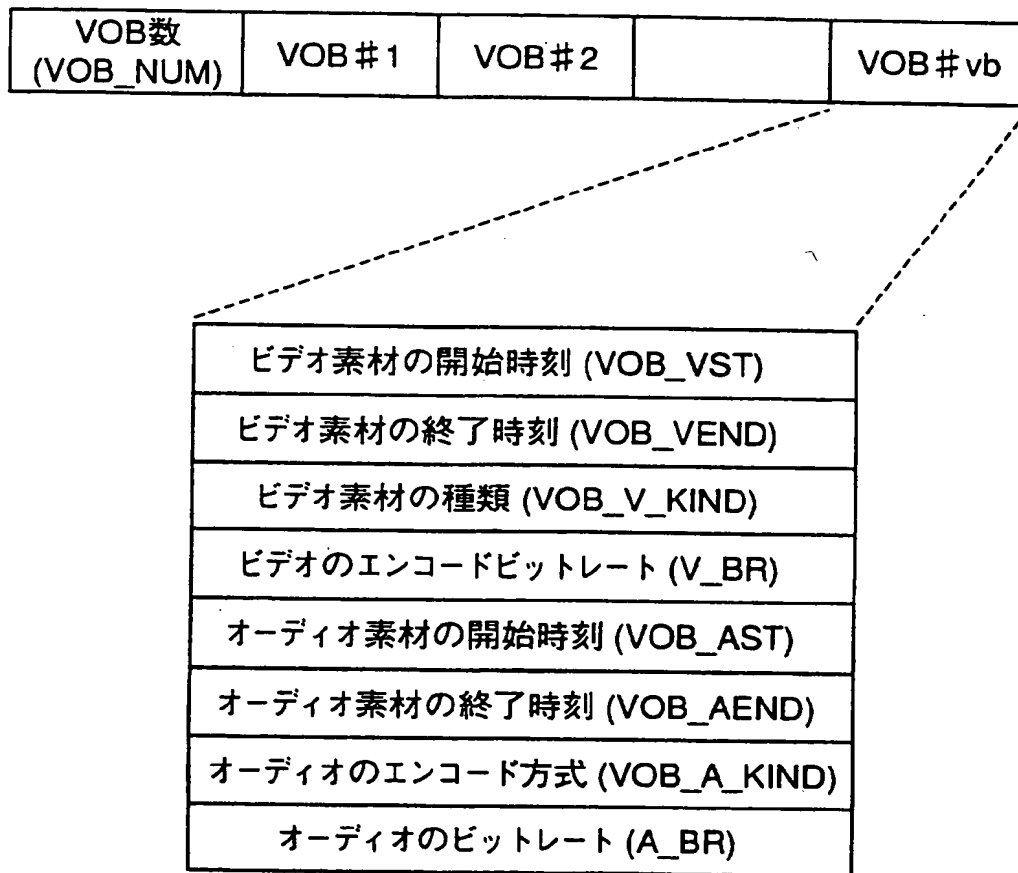 VOB数
(VOB_NUM)
VOB#1
VOB#2
VOB#vb
ビデオ素材の開始時刻 (VOB_VST)
ビデオ素材の終了時刻 (VOB_VEND)
ビデオ素材の種類 (VOB_V_KIND)
ビデオのエンコードビットレート (V_BR)
オーディオ素材の開始時刻 (VOB_AST)
オーディオ素材の終了時刻 (VOB_AEND)
オーディオのエンコード方式 (VOB_A_KIND)
オーディオのビットレート (A_BR)